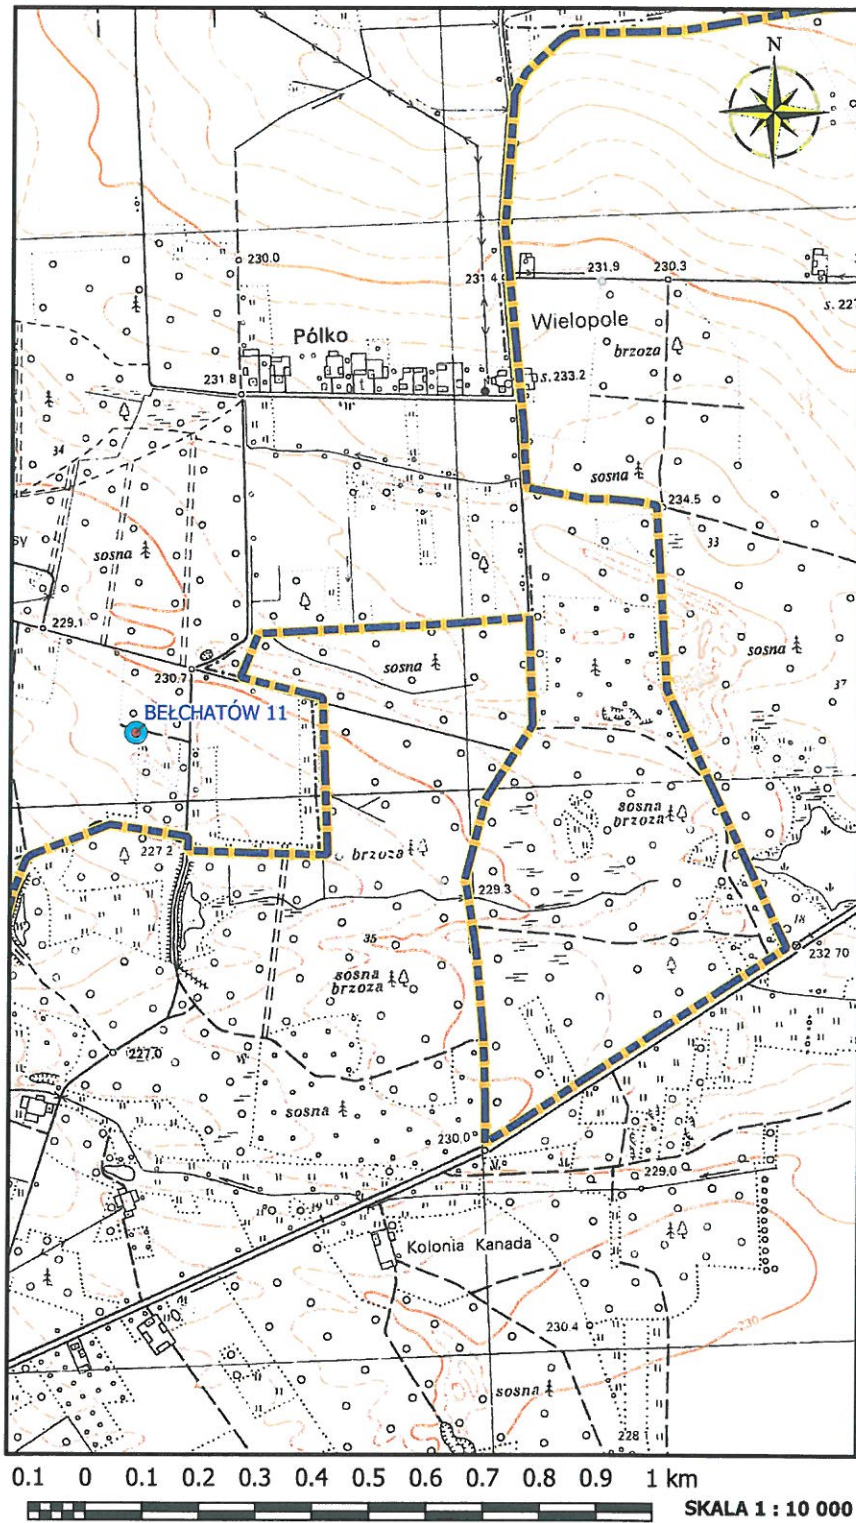 N
230.0
231.4
231.9
230.3
Wielopole
s. 227
Pólko
brzoza
t
231.8
s. 233.2
sosna
234.5
34
33
sy
sosna
229.1
sosna
sosna
37
230.7
BEŁCHATÓW 11
sosna
brzoza
227.2
brzoza
229.3
18
35
232 70
sosna
brzoza
227.0
sosna
230.0
229.0
Kolonia Kanada
230
230.4
sosna
228.1
0.1 0 0.1 0.2 0.3 0.4 0.5 0.6 0.7 0.8 0.9 1 km
SKALA 1 : 10 000